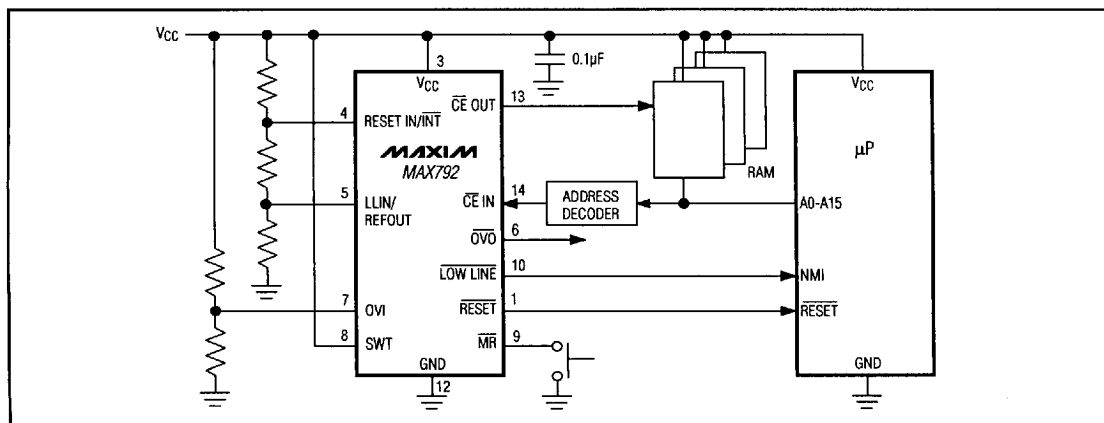 VCC
3
VCC
0.1µF
4
RESET IN/INT
MAXIM
MAX792
5
LLIN/
REFOUT
7
OVI
8
SWT
GND
12
CE OUT
13
CE IN
14
ADDRESS
DECODER
OVO
6
LOW LINE
10
RESET
1
MR
9
RAM
VCC
µP
A0-A15
NMI
RESET
GND